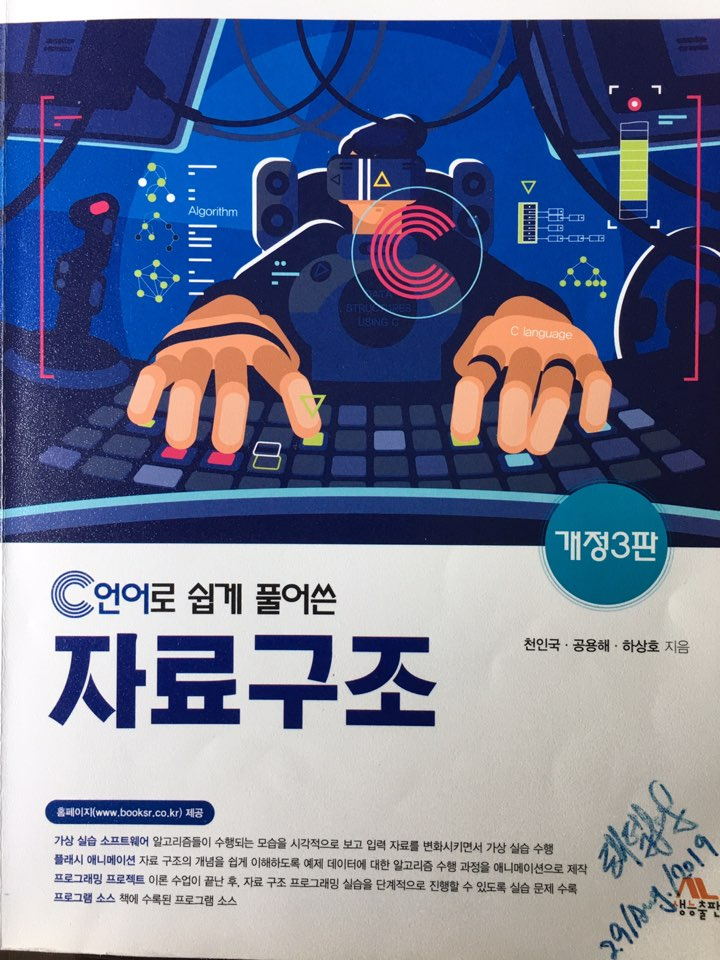 Algorithm
DATA
STRUCTURES
USING C
C language
개정3판
C언어로 쉽게 풀어쓴
자료구조
천인국 · 공용해 · 하상호 지음
홈페이지(www.booksr.co.kr) 제공
가상 실습 소프트웨어 알고리즘들이 수행되는 모습을 시각적으로 보고 입력 자료를 변화시키면서 가상 실습 수행
플래시 애니메이션 자료 구조의 개념을 쉽게 이해하도록 예제 데이터에 대한 알고리즘 수행 과정을 애니메이션으로 제작
프로그래밍 프로젝트 이론 수업이 끝난 후, 자료 구조 프로그래밍 실습을 단계적으로 진행할 수 있도록 실습 문제 수록
프로그램 소스 책에 수록된 프로그램 소스
29/Aug./2019
생능출판